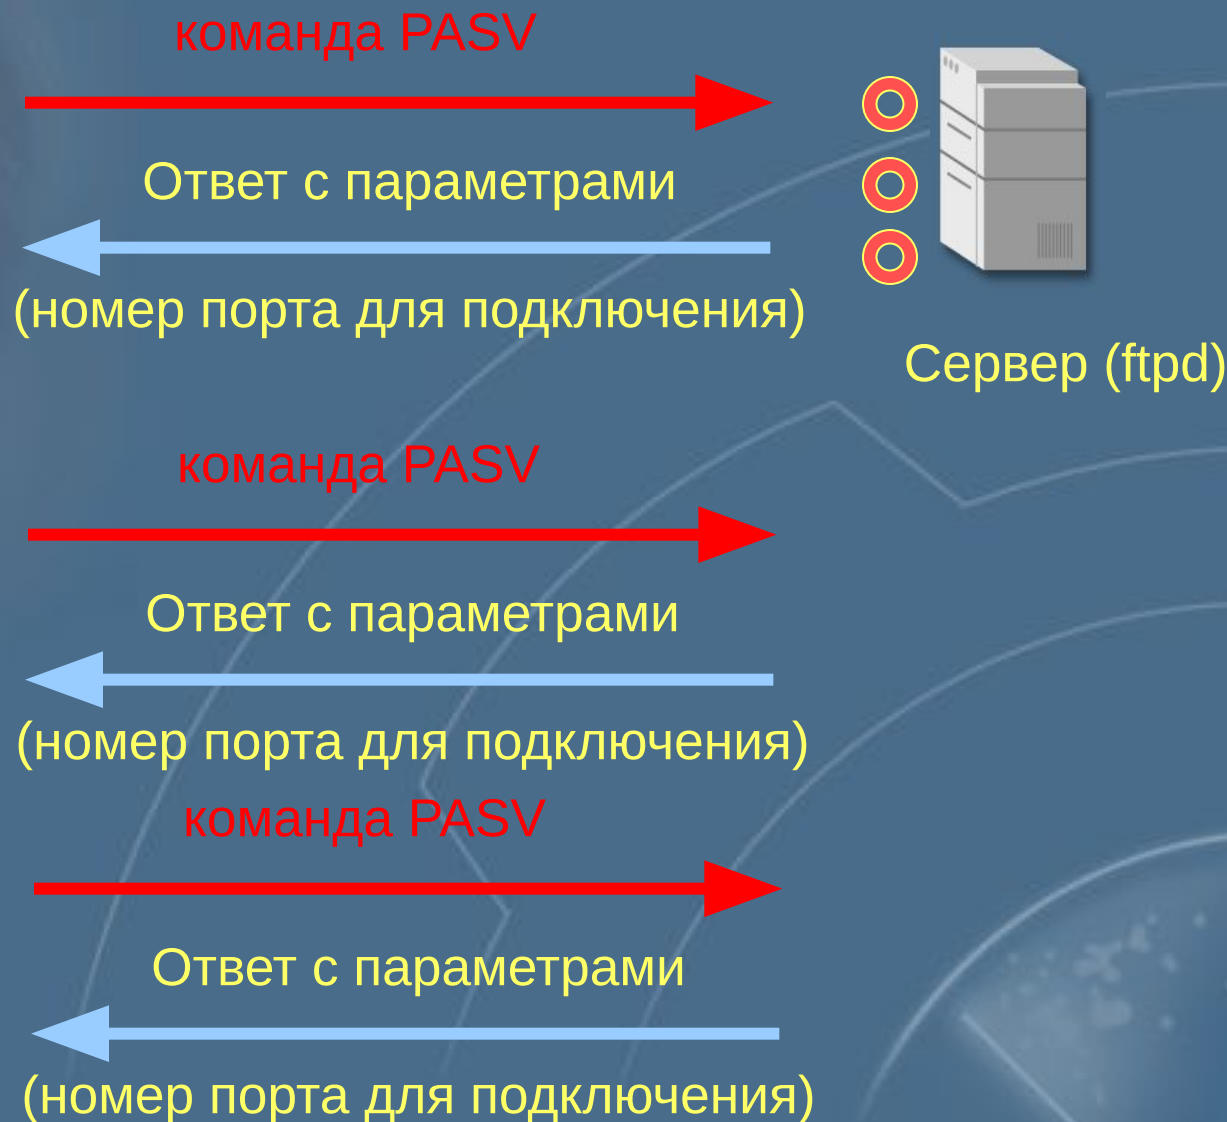 команда PASV
Ответ с параметрами
(номер порта для подключения)
Сервер (ftpd)
команда PASV
Ответ с параметрами
(номер порта для подключения)
команда PASV
Ответ с параметрами
(номер порта для подключения)